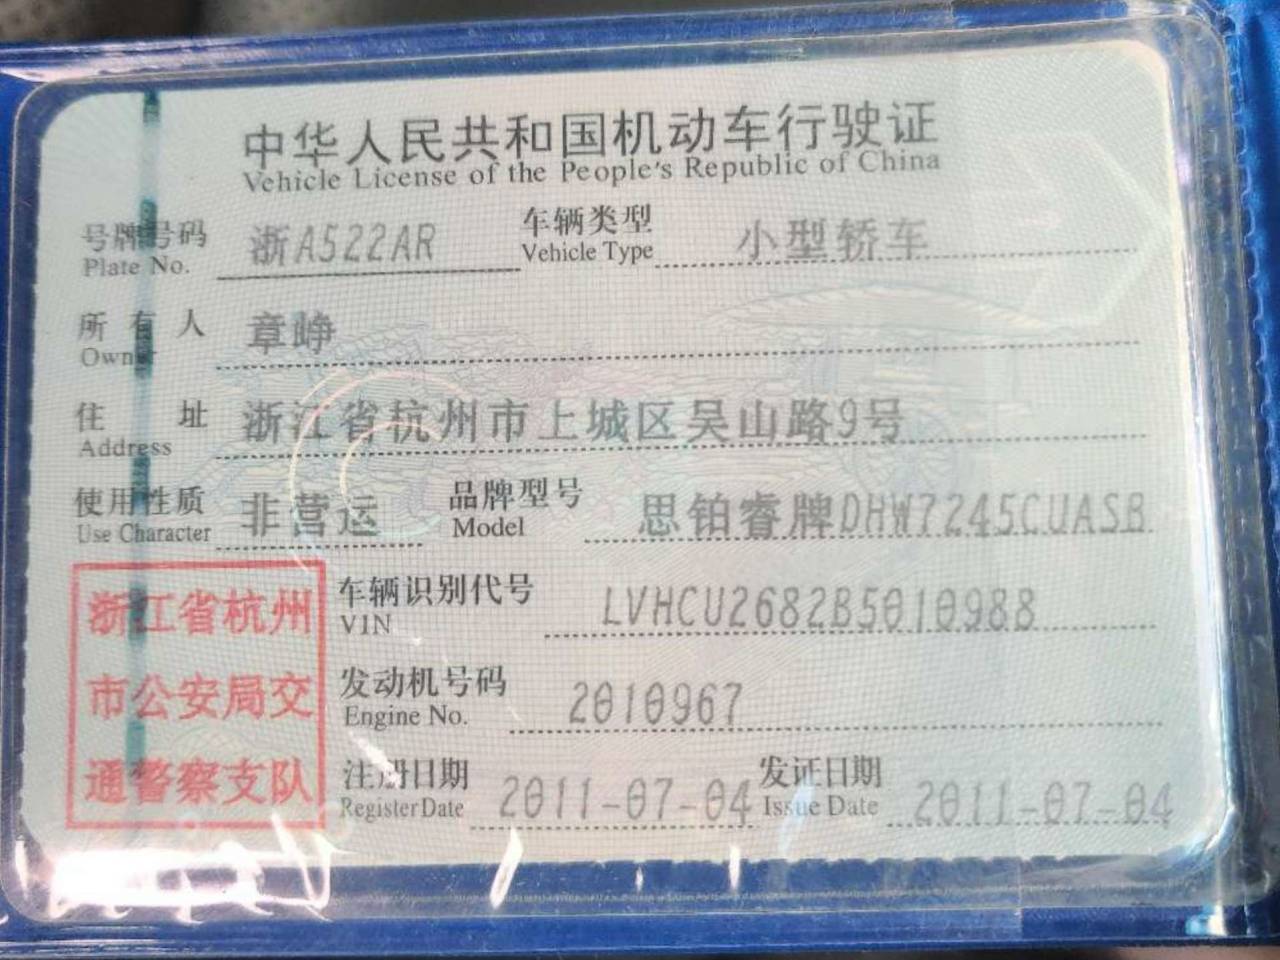 中华人民共和国机动车行驶证
Vehicle License of the People's Republic of China
号牌号码 浙A522AR 车辆类型 小型轿车
Plate No. Vehicle Type
所有人 章峥
Owner
住址 浙江省杭州市上城区吴山路9号
Address
使用性质 非营运 品牌型号 思铂睿牌DHW7245CUASB
Use Character Model
浙江省杭州
市公安局交
通警察支队
车辆识别代号 LVHCU2682B5010988
VIN
发动机号码 2010967
Engine No.
注册日期 2011-07-04 发证日期 2011-07-04
Register Date Issue Date